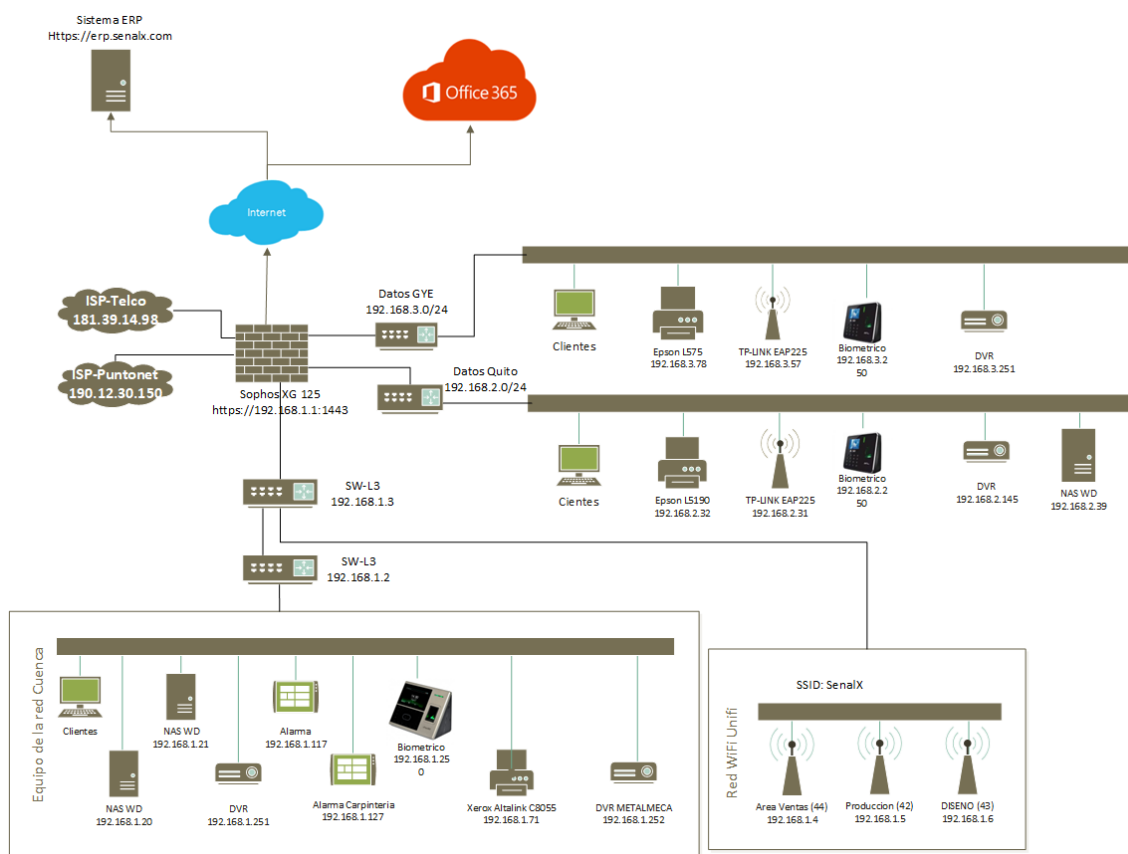 Sistema ERP
Https://erp.senalx.com
Office 365
Internet
ISP-Telco
181.39.14.98
ISP-Puntonet
190.12.30.150
Sophos XG 125
https://192.168.1.1:1443
Datos GYE
192.168.3.0/24
Datos Quito
192.168.2.0/24
Clientes
Epson L575
192.168.3.78
TP-LINK EAP225
192.168.3.57
Biometrico
192.168.3.2
50
DVR
192.168.3.251
Cientes
Epson L5190
192.168.2.32
TP-LINK EAP225
192.168.2.31
Biometrico
192.168.2.2
50
DVR
192.168.2.145
NAS WD
192.168.2.39
SW-L3
192.168.1.3
SW-L3
192.168.1.2
Equipo de la red Cuenca
Clientes
NAS WD
192.168.1.20
NAS WD
192.168.1.21
DVR
192.168.1.251
Alarma
192.168.1.117
Alarma Carpinteria
192.168.1.127
Biometrico
192.168.1.25
0
Xerox Altalink C8055
192.168.1.71
DVR METALMECA
192.168.1.252
Red WiFi Unifi
SSID: SenalX
Area Ventas (44)
192.168.1.4
Produccion (42)
192.168.1.5
DISENO (43)
192.168.1.6